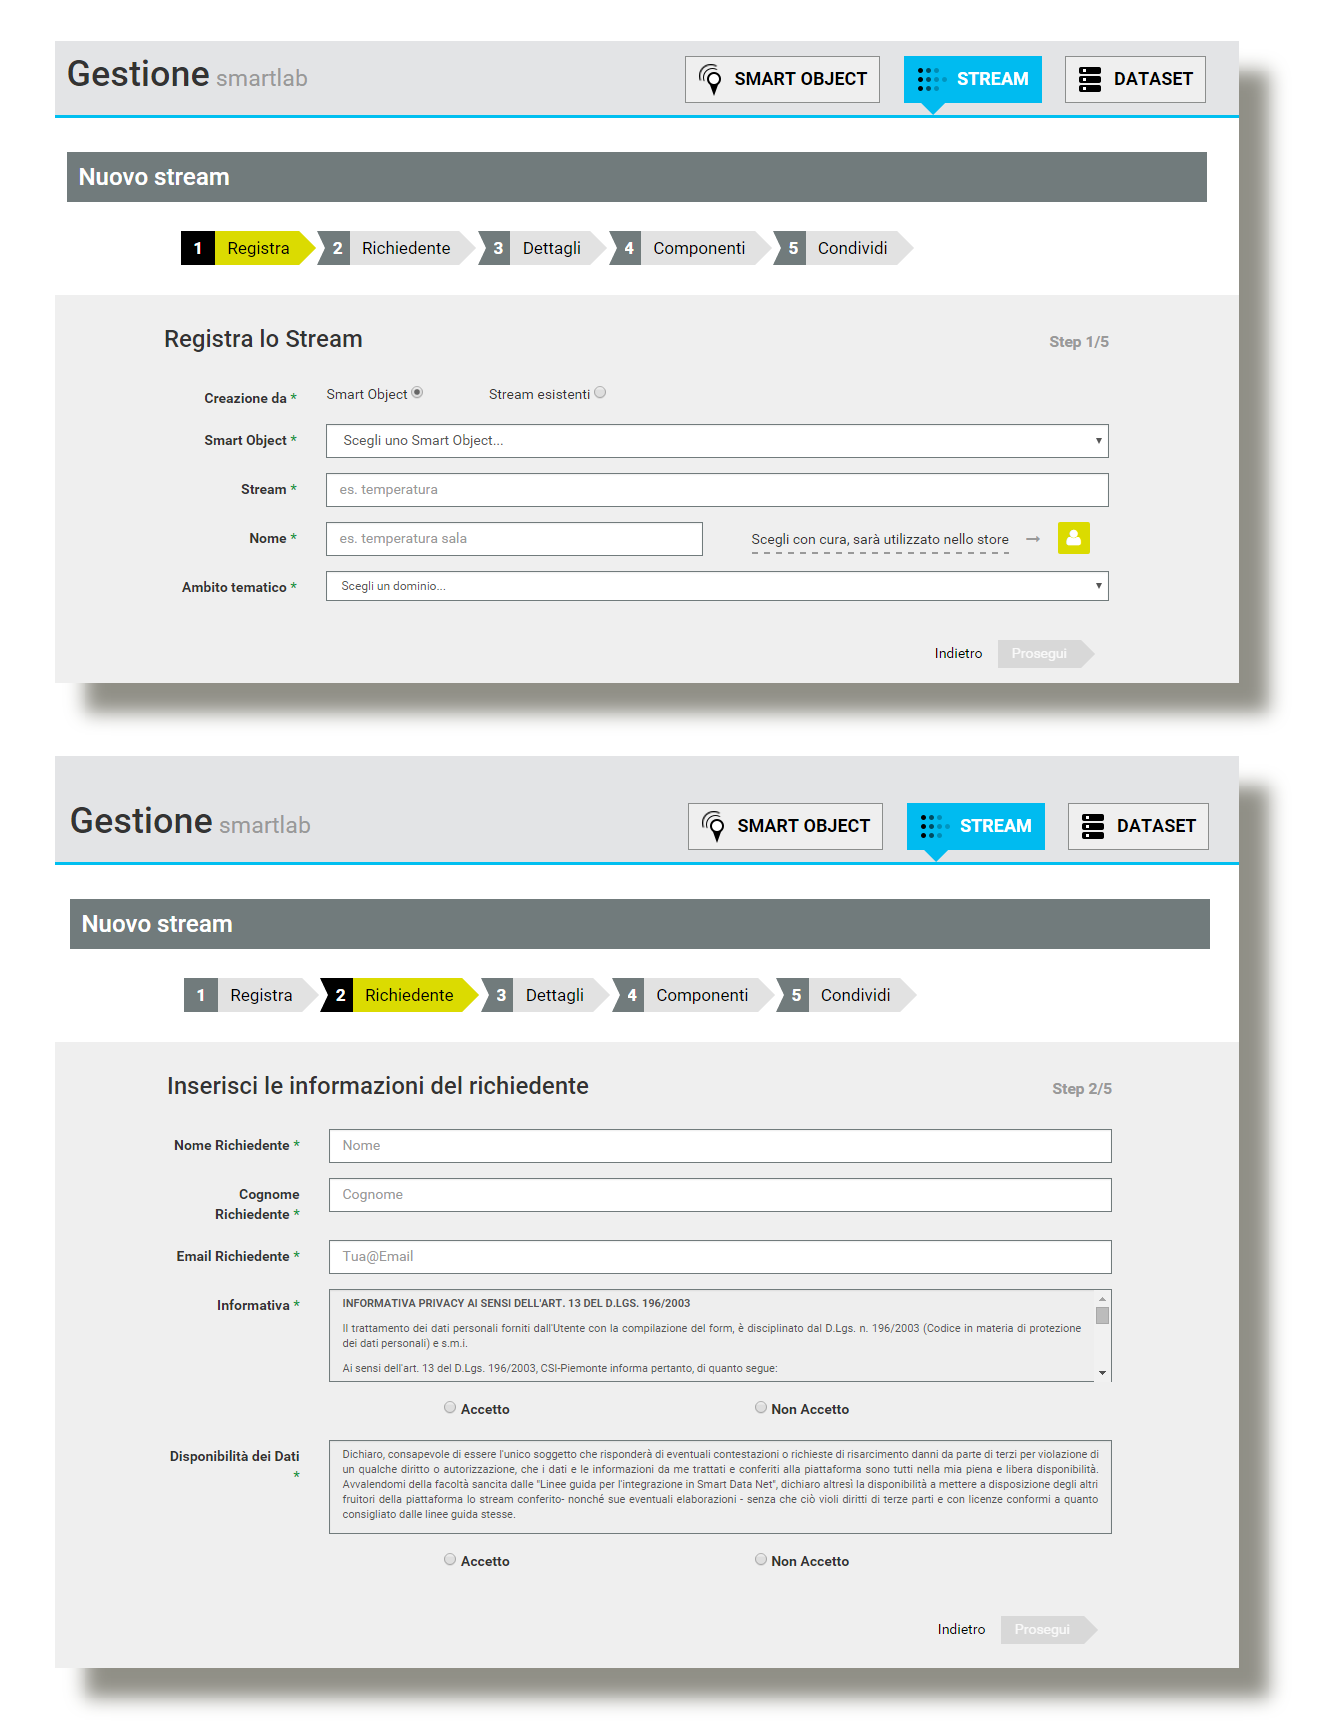 Gestione smartlab
SMART OBJECT
STREAM
DATASET
Nuovo stream
1 Registra 2 Richiedente 3 Dettagli 4 Componenti 5 Condividi
Registra lo Stream
Step 1/5
Creazione da * Smart Object Stream esistenti
Smart Object * Scegli uno Smart Object...
Stream * es. temperatura
Nome * es. temperatura sala Scegli con cura, sarà utilizzato nello store →
Ambito tematico * Scegli un dominio...
Indietro Prosegui
Gestione smartlab
SMART OBJECT
STREAM
DATASET
Nuovo stream
1 Registra 2 Richiedente 3 Dettagli 4 Componenti 5 Condividi
Inserisci le informazioni del richiedente
Step 2/5
Nome Richiedente * Nome
Cognome
Richiedente *
Cognome
Email Richiedente * Tua@Email
Informativa *
INFORMATIVA PRIVACY AI SENSI DELL'ART. 13 DEL D.LGS. 196/2003
Il trattamento dei dati personali forniti dall'Utente con la compilazione del form, è disciplinato dal D.Lgs. n. 196/2003 (Codice in materia di protezione
dei dati personali) e s.m.i.
Ai sensi dell'art. 13 del D.Lgs. 196/2003, CSI-Piemonte informa pertanto, di quanto segue:
Accetto Non Accetto
Disponibilità dei Dati
*
Dichiaro, consapevole di essere l'unico soggetto che risponderà di eventuali contestazioni o richieste di risarcimento danni da parte di terzi per violazione di
un qualche diritto o autorizzazione, che i dati e le informazioni da me trattati e conferiti alla piattaforma sono tutti nella mia piena e libera disponibilità.
Avvalendomi della facoltà sancita dalle "Linee guida per l'integrazione in Smart Data Net", dichiaro altresì la disponibilità a mettere a disposizione degli altri
fruitori della piattaforma lo stream conferito- nonché sue eventuali elaborazioni - senza che ciò violi diritti di terze parti e con licenze conformi a quanto
consigliato dalle linee guida stesse.
Accetto Non Accetto
Indietro Prosegui